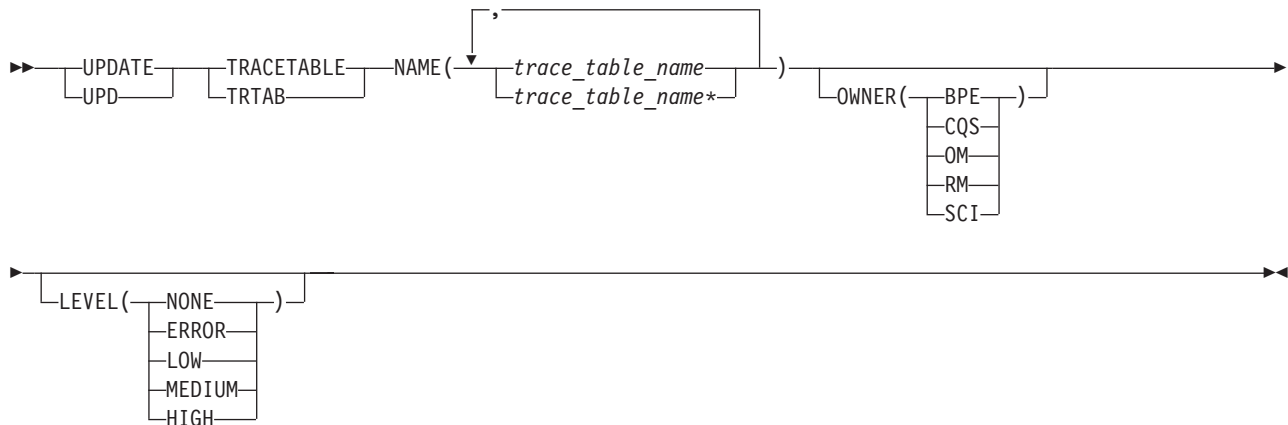 ,
UPDATE TRACETABLE NAME( trace_table_name ) OWNER( BPE )
UPD TRTAB trace_table_name* CQS
OM
RM
SCI
LEVEL( NONE )
ERROR
LOW
MEDIUM
HIGH